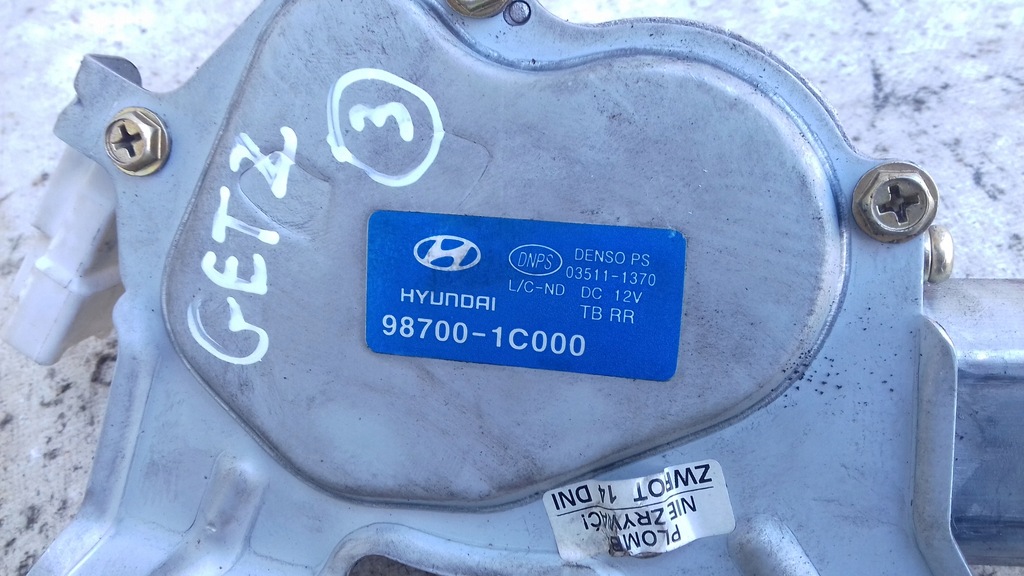 GETZ
3
HYUNDAI
98700-1C000
DNPS
DENSO PS
03511-1370
L/C-ND DC 12V
TB RR
PLOMB
NIE ZRYWAĆ!
ZWROT 14 DNI